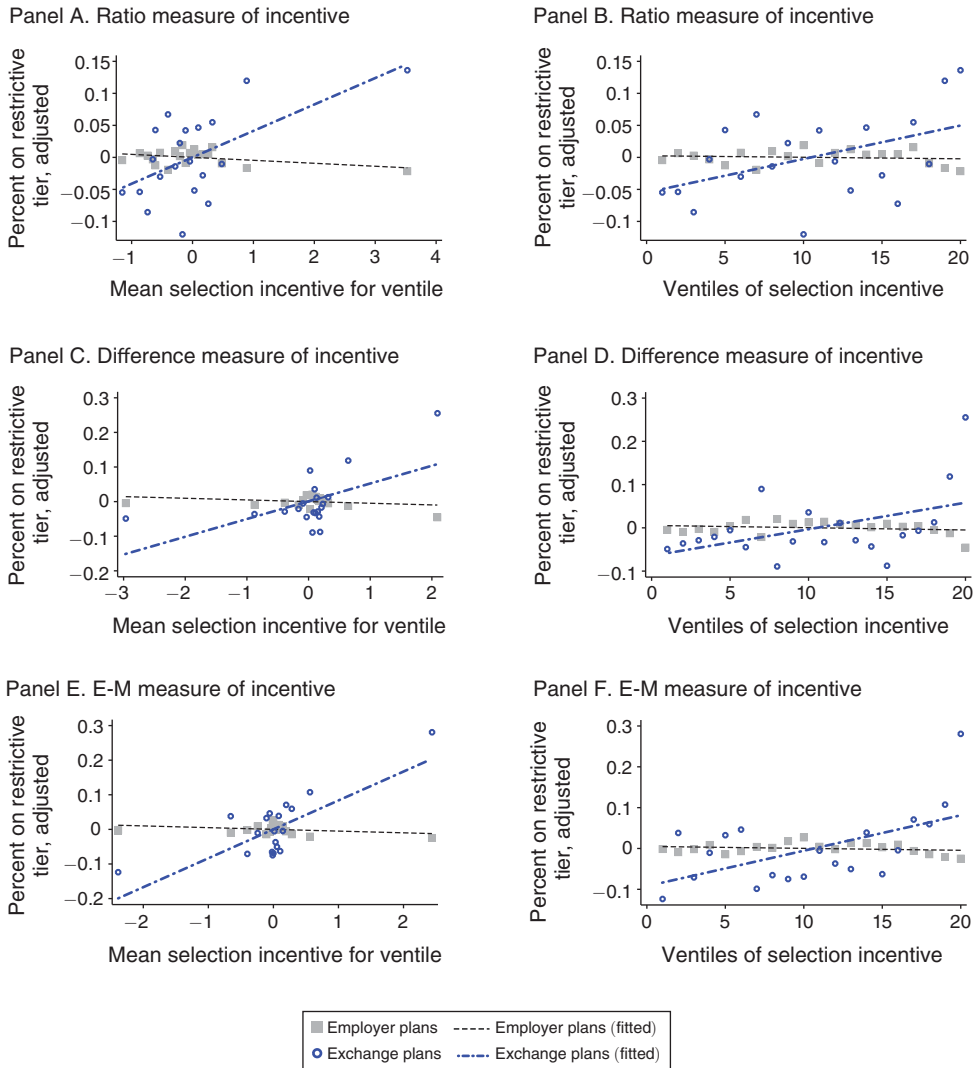 Panel A. Ratio measure of incentive
Percent on restrictive
tier, adjusted
0.15
0.1
0.05
0
−0.05
−0.1
−1
0
1
2
3
4
Mean selection incentive for ventile
Panel B. Ratio measure of incentive
Percent on restrictive
tier, adjusted
0.15
0.1
0.05
0
−0.05
−0.1
0
5
10
15
20
Ventiles of selection incentive
Panel C. Difference measure of incentive
Percent on restrictive
tier, adjusted
0.3
0.2
0.1
0
−0.1
−0.2
−3
−2
−1
0
1
2
Mean selection incentive for ventile
Panel D. Difference measure of incentive
Percent on restrictive
tier, adjusted
0.3
0.2
0.1
0
−0.1
0
5
10
15
20
Ventiles of selection incentive
Panel E. E-M measure of incentive
Percent on restrictive
tier, adjusted
0.3
0.2
0.1
0
−0.1
−0.2
−2
−1
0
1
2
Mean selection incentive for ventile
Panel F. E-M measure of incentive
Percent on restrictive
tier, adjusted
0.3
0.2
0.1
0
−0.1
0
5
10
15
20
Ventiles of selection incentive
Employer plans
Employer plans (fitted)
Exchange plans
Exchange plans (fitted)